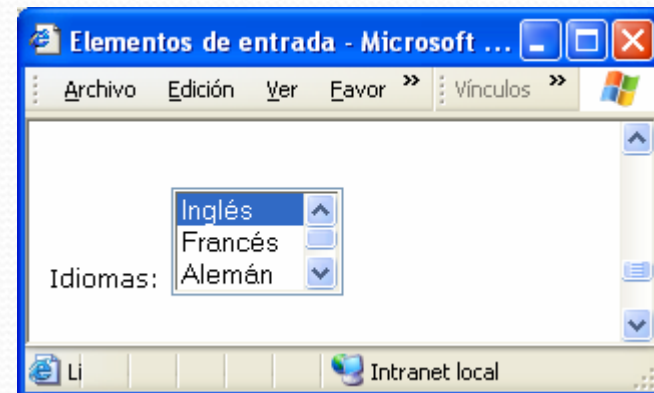 Elementos de entrada - Microsoft ...
Archivo Edición Ver Favor » Vínculos »
Inglés
Francés
Idiomas: Alemán
Li Intranet local